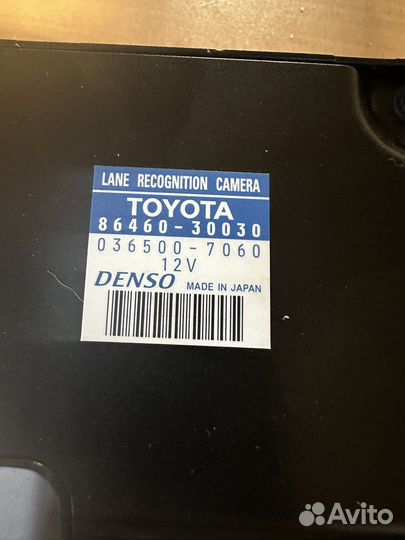 LANE RECOGNITION CAMERA
TOYOTA
86460-30030
036500-7060
12V
DENSO MADE IN JAPAN
Avito